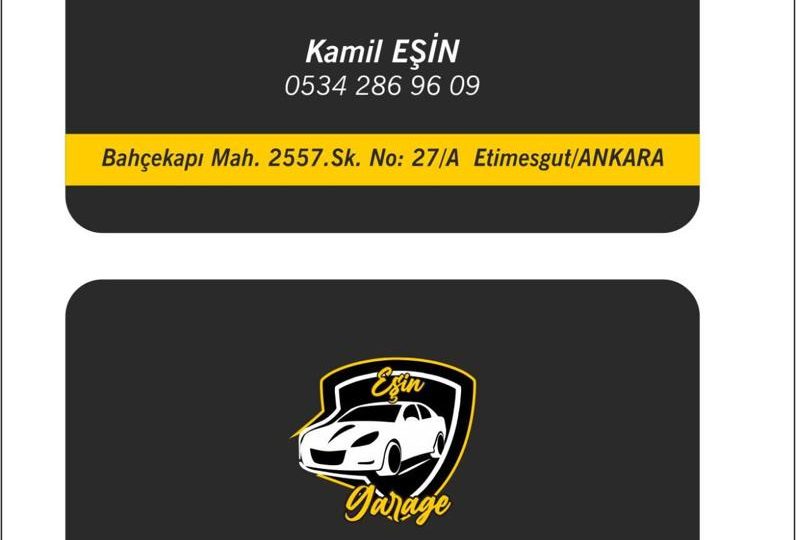 Kamil EŞİN
0534 286 96 09
Bahçekapı Mah. 2557.Sk. No: 27/A Etimesgut/ANKARA
Eşin
Garage